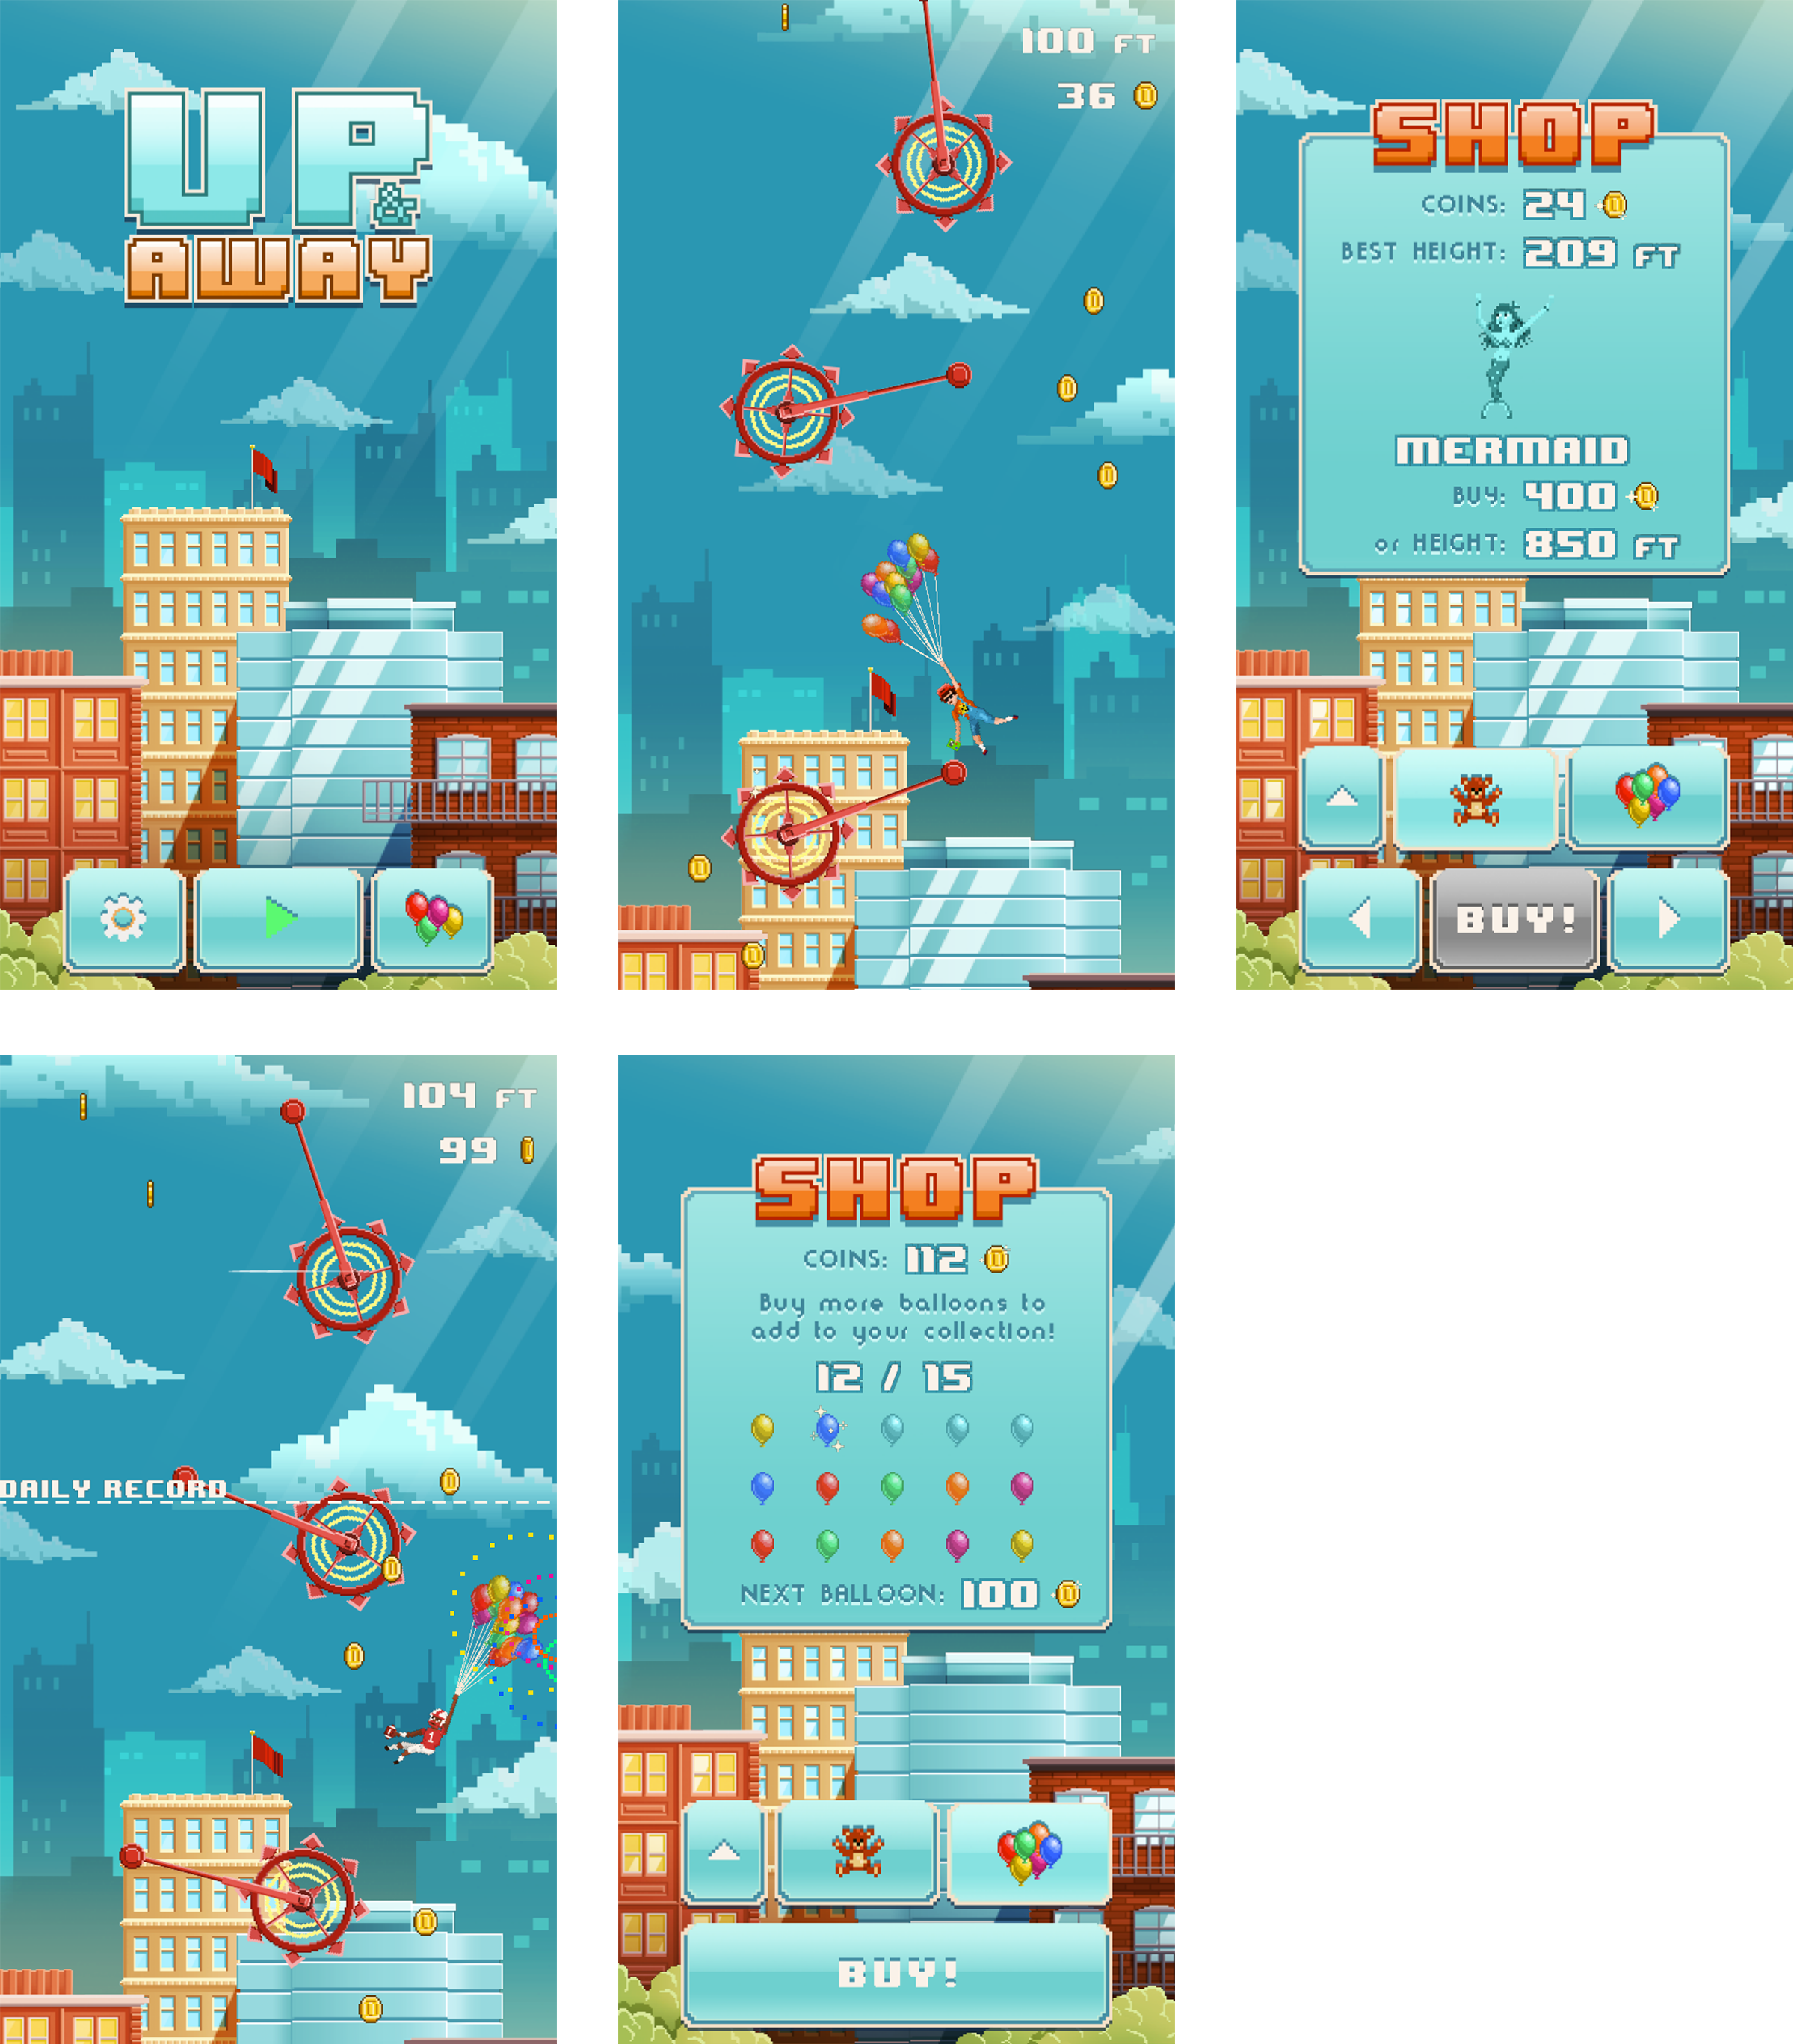 UP
&
AWAY
100 FT
36
SHOP
COINS: 24
BEST HEIGHT: 209 FT
MERMAID
BUY: 400
or HEIGHT: 850 FT
BUY!
104 FT
99
DAILY RECORD
1
SHOP
COINS: 112
Buy more balloons to
add to your collection!
12 / 15
NEXT BALLOON: 100
BUY!